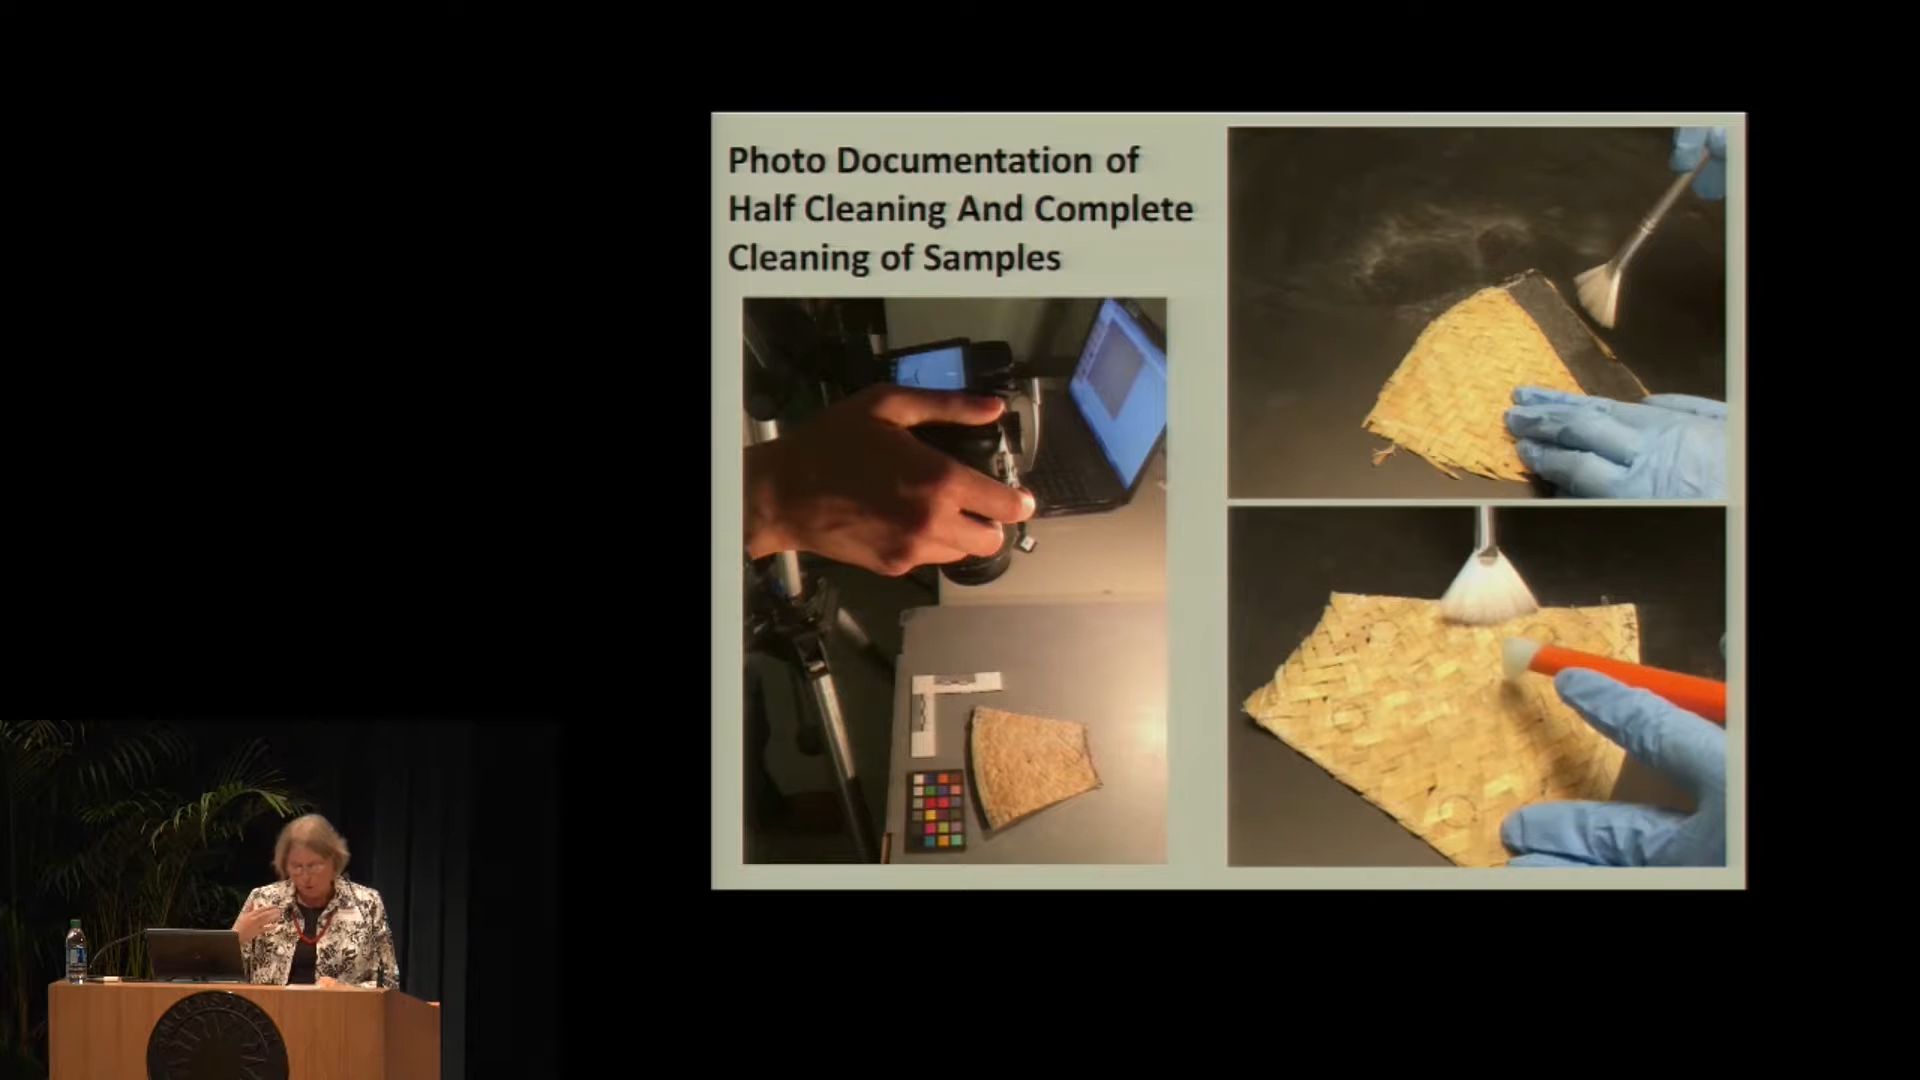 Photo Documentation of
Half Cleaning And Complete
Cleaning of Samples